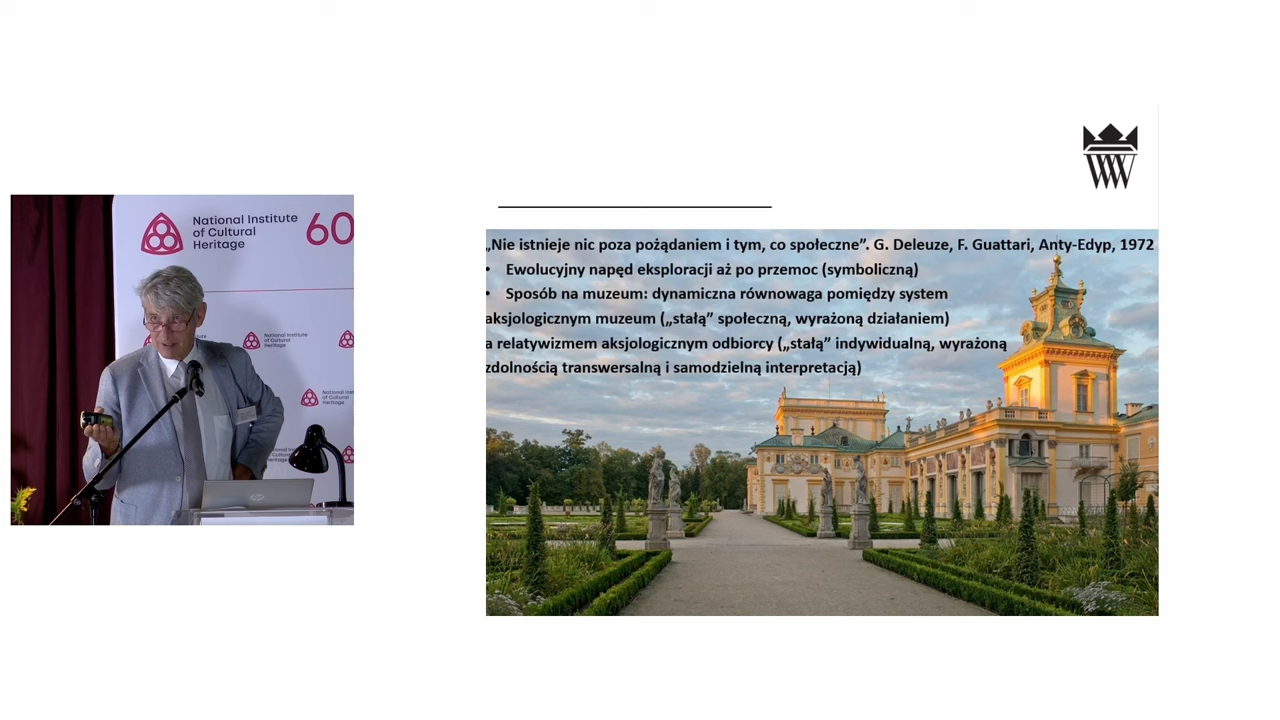 National Institute
of Cultural
Heritage
60
National Institute
of Cultural
Heritage
National Institute
„Nie istnieje nic poza pożądaniem i tym, co społeczne”. G. Deleuze, F. Guattari, Anty-Edyp, 1972
• Ewolucyjny napęd eksploracji aż po przemoc (symboliczną)
• Sposób na muzeum: dynamiczna równowaga pomiędzy system
aksjologicznym muzeum („stałą” społeczną, wyrażoną działaniem)
a relatywizmem aksjologicznym odbiorcy („stałą” indywidualną, wyrażoną
zdolnością transwersalną i samodzielną interpretacją)